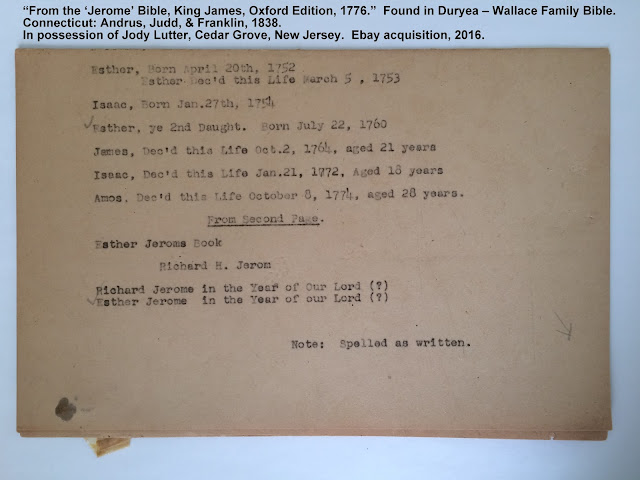 “From the ‘Jerome’ Bible, King James, Oxford Edition, 1776.” Found in Duryea – Wallace Family Bible.
Connecticut: Andrus, Judd, & Franklin, 1838.
In possession of Jody Lutter, Cedar Grove, New Jersey. Ebay acquisition, 2016.
Esther, Born April 20th, 1752
Esther Dec'd this Life March 5 , 1753
Isaac, Born Jan.27th, 1754
Esther, ye 2nd Daught. Born July 22, 1760
James, Dec'd this Life Oct.2, 1764, aged 21 years
Isaac, Dec'd this Life Jan.21, 1772, Aged 18 years
Amos, Dec'd this Life October 8, 1774, aged 28 years.
From Second Page.
Esther Jeroms Book
Richard H. Jerom
Richard Jerome in the Year of Our Lord (?)
Esther Jerome in the Year of our Lord (?)
Note: Spelled as written.